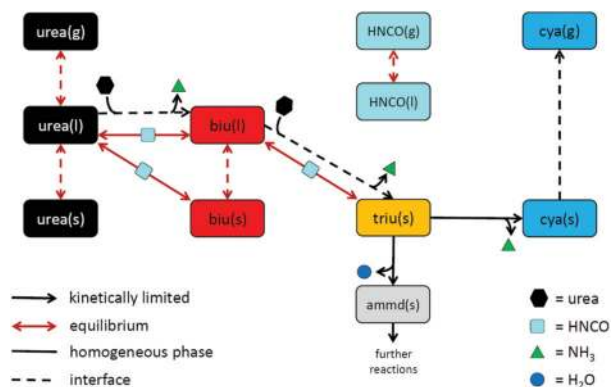 urea(g)
HNCO(g)
cya(g)
urea(l)
biu(l)
HNCO(l)
urea(s)
biu(s)
triu(s)
cya(s)
ammd(s)
further
reactions
kinetically limited
equilibrium
homogeneous phase
interface
= urea
= HNCO
= NH3
= H2O